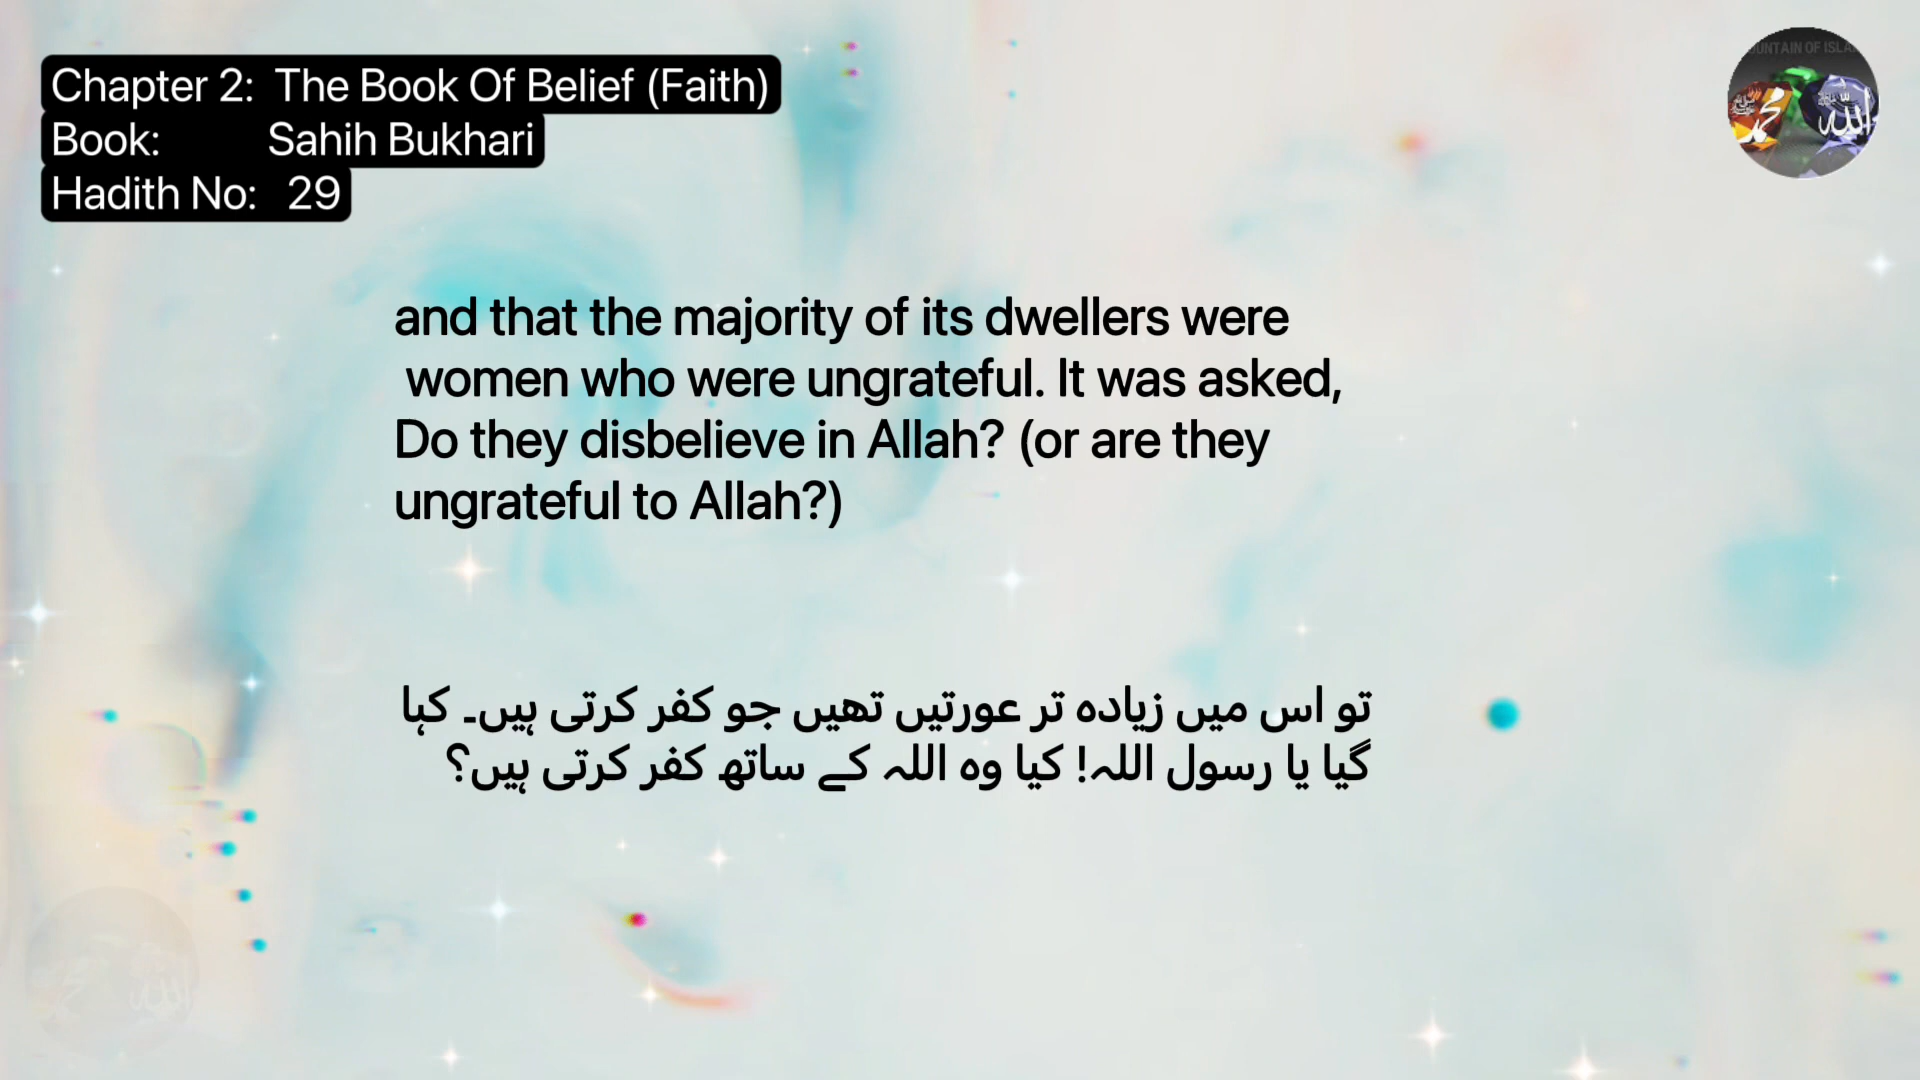 Chapter 2: The Book Of Belief (Faith)
Book: Sahih Bukhari
Hadith No: 29
and that the majority of its dwellers were
women who were ungrateful. It was asked,
Do they disbelieve in Allah? (or are they
ungrateful to Allah?)
تو اس میں زیادہ تر عورتیں تھیں جو کفر کرتی ہیں۔ کہا
گیا یا رسول اللہ! کیا وہ اللہ کے ساتھ کفر کرتی ہیں؟
محمد
الله